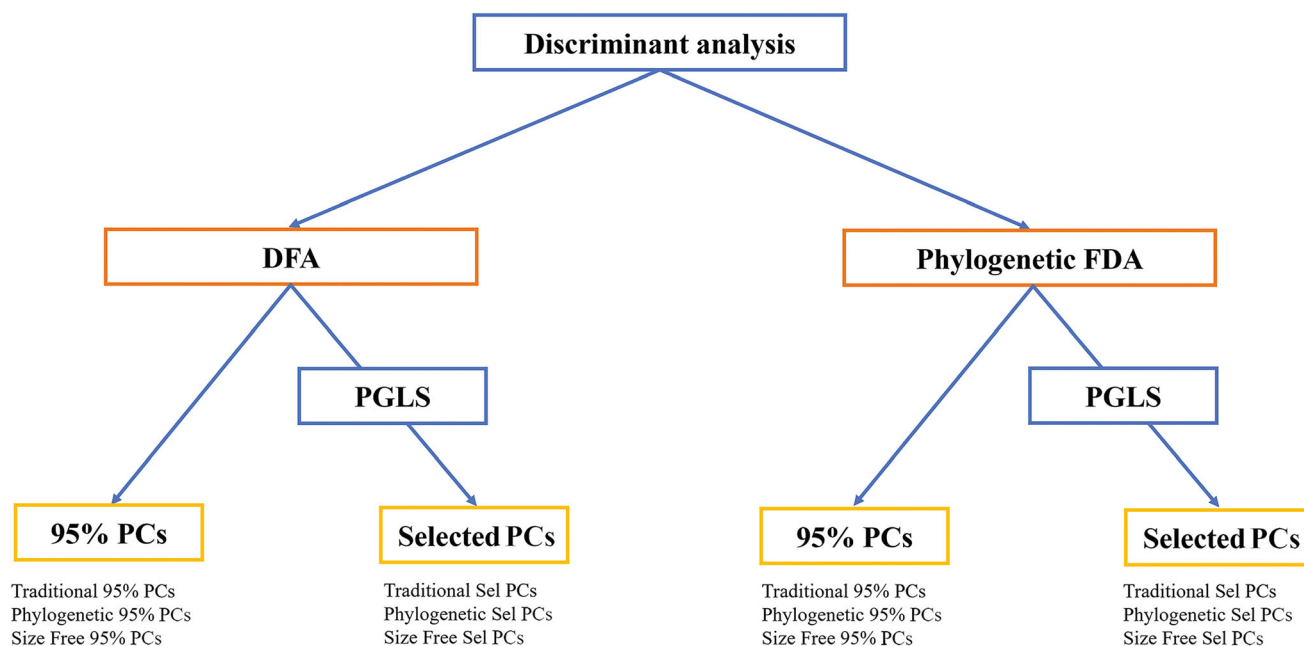 Discriminant analysis
DFA
Phylogenetic FDA
PGLS
PGLS
95% PCs
Selected PCs
95% PCs
Selected PCs
Traditional 95% PCs
Phylogenetic 95% PCs
Size Free 95% PCs
Traditional Sel PCs
Phylogenetic Sel PCs
Size Free Sel PCs
Traditional 95% PCs
Phylogenetic 95% PCs
Size Free 95% PCs
Traditional Sel PCs
Phylogenetic Sel PCs
Size Free Sel PCs